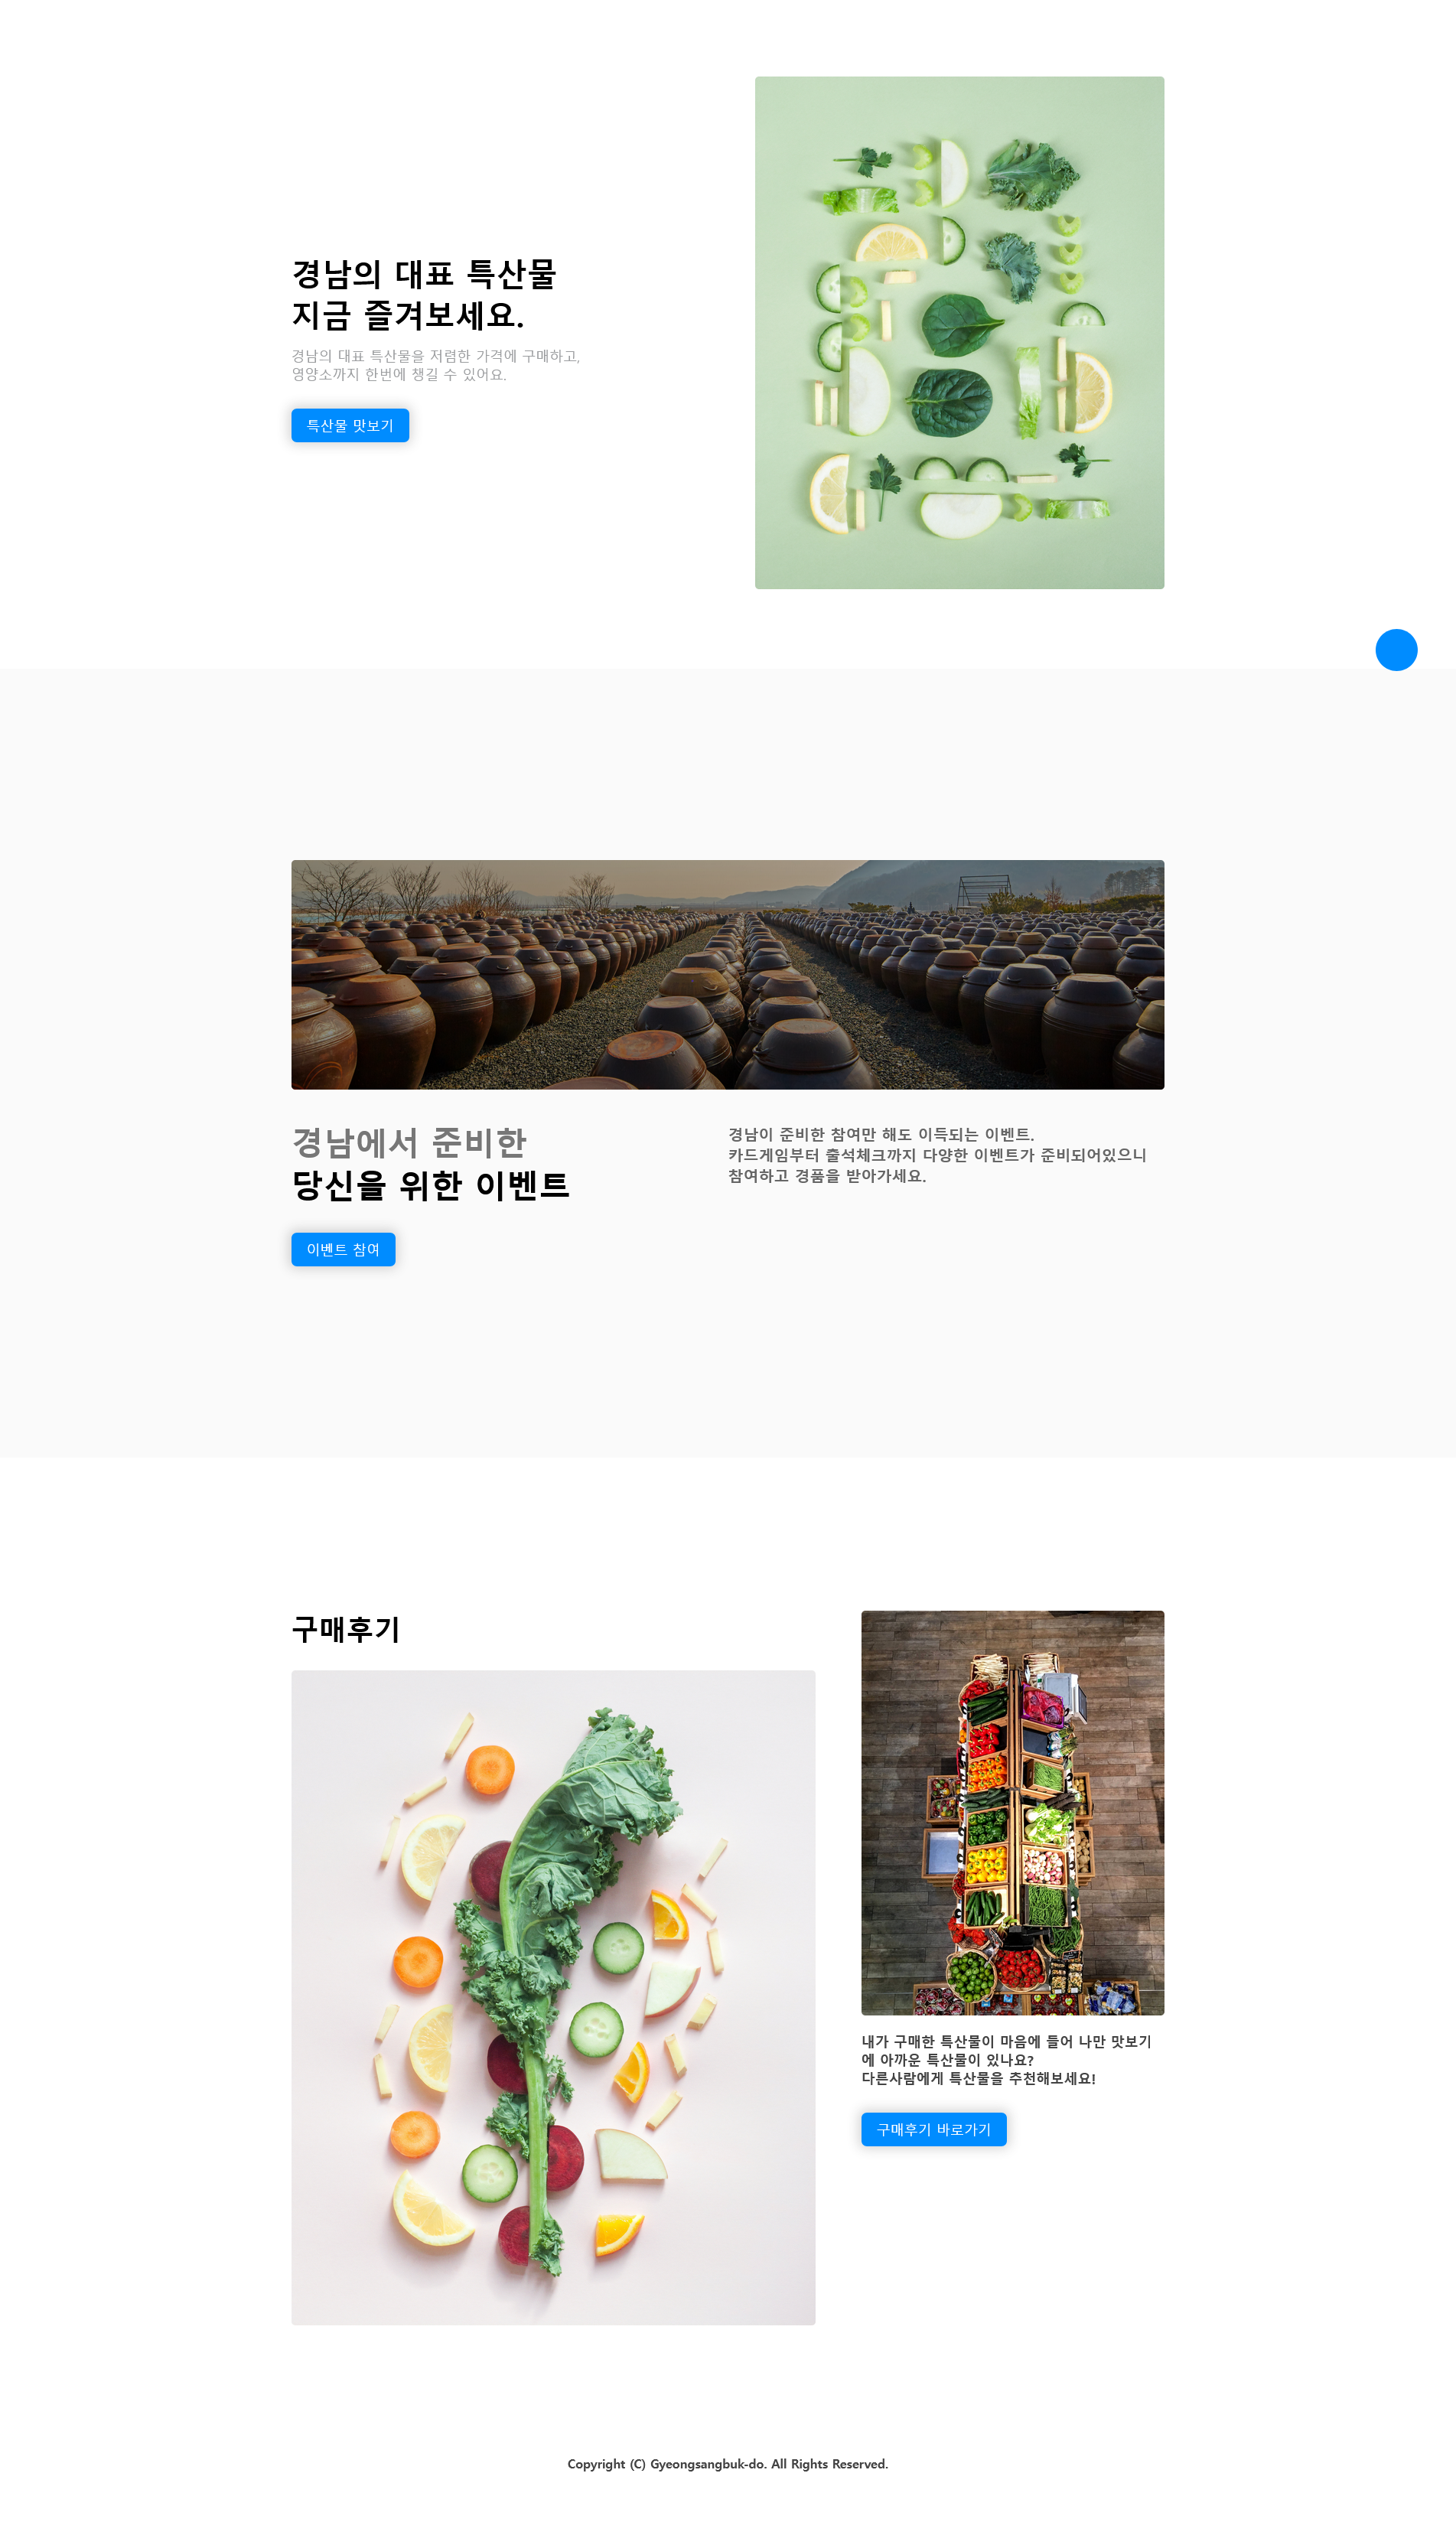 경남의 대표 특산물
지금 즐겨보세요.
경남의 대표 특산물을 저렴한 가격에 구매하고,
영양소까지 한번에 챙길 수 있어요.
특산물 맛보기
경남에서 준비한
당신을 위한 이벤트
이벤트 참여
경남이 준비한 참여만 해도 이득되는 이벤트.
카드게임부터 출석체크까지 다양한 이벤트가 준비되어있으니
참여하고 경품을 받아가세요.
구매후기
내가 구매한 특산물이 마음에 들어 나만 맛보기
에 아까운 특산물이 있나요?
다른사람에게 특산물을 추천해보세요!
구매후기 바로가기
Copyright (C) Gyeongsangbuk-do. All Rights Reserved.